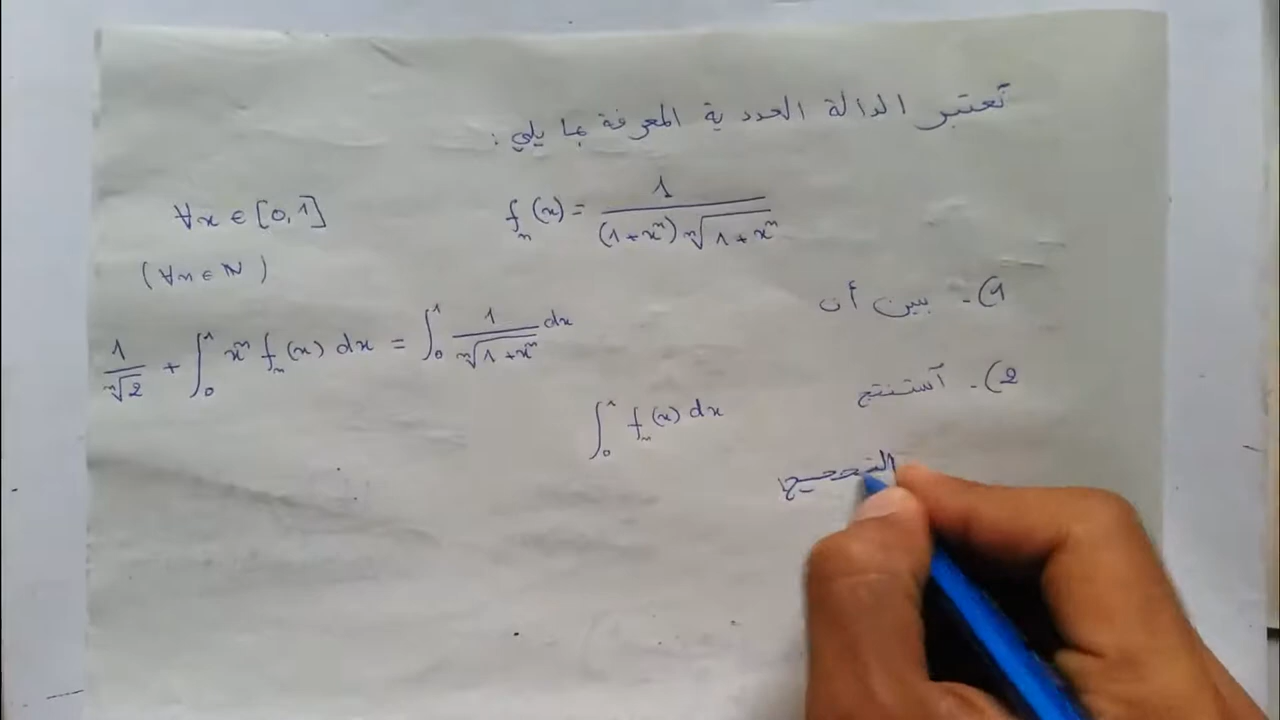 نعتبر الدالة العددية المعرفة بما يلي :
f_n(x) = 1 / ((1+x^n) ⁿ√(1+x^n))   ∀x ∈ [0,1]
(∀n ∈ ℕ)
1). بين أن
1/ⁿ√2 + ∫₀¹ x^n f_n(x) dx = ∫₀¹ 1/ⁿ√(1+x^n) dx
2). آستنتج ∫₀¹ f_n(x) dx
التصحيح